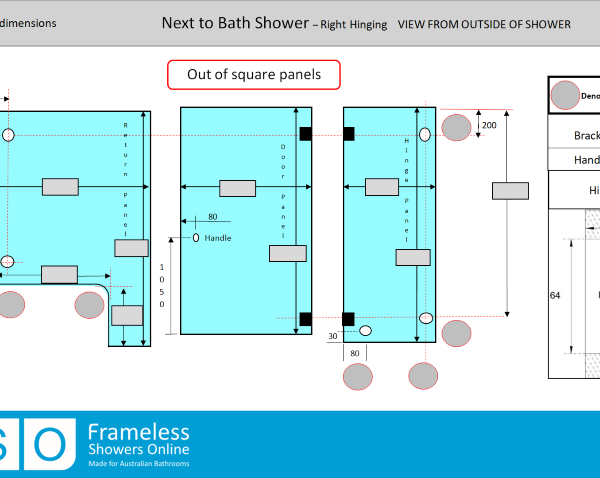 dimensions
Next to Bath Shower – Right Hinging VIEW FROM OUTSIDE OF SHOWER
Out of square panels
Deno
Brack
Hand
Hi
Return Panel
Door Panel
Hinge Panel
200
80
Handle
1050
30
80
64
SO
Frameless
Showers Online
Made for Australian Bathrooms